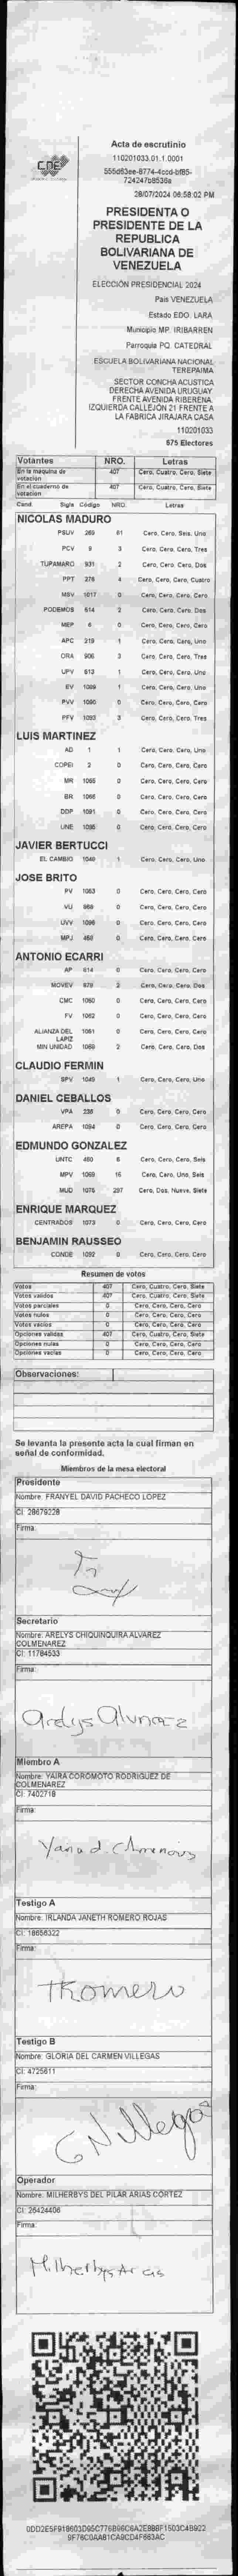 CNE
Acta de escrutinio
110201033.01.1.0001
28/07/2024 06:58:02 PM
PRESIDENTA O
PRESIDENTE DE LA
REPUBLICA
BOLIVARIANA DE
VENEZUELA
ELECCIÓN PRESIDENCIAL 2024
Pais VENEZUELA
Estado EDO. LARA
Municipio MP. IRIBARREN
Parroquia PQ. CATEDRAL
ESCUELA BOLIVARIANA NACIONAL
TEREPAIMA
SECTOR CONCHA ACUSTICA
DERECHA AVENIDA URUGUAY
FRENTE AVENIDA RIBERENA
IZQUIERDA CALLEJÓN 21 FRENTE A
LA FABRICA JIRAJARA CASA
110201033
675 Electores
Votantes NRO. Letras
En la maquina de votacion 407 Cero, Cuatro, Cero, Siete
En el cuaderno de votacion 407 Cero, Cuatro, Cero, Siete
Cand Sigla Código NRO. Letras
NICOLAS MADURO
PSUV 269 61 Cero, Cero, Seis, Uno
PCV 9 3 Cero, Cero, Cero, Tres
TUPAMARO 931 2 Cero, Cero, Cero, Dos
PPT 276 4 Cero, Cero, Cero, Cuatro
MSV 1017 0 Cero, Cero, Cero, Cero
PODEMOS 514 2 Cero, Cero, Cero, Dos
MEP 6 0 Cero, Cero, Cero, Cero
APC 219 1 Cero, Cero, Cero, Uno
ORA 906 3 Cero, Cero, Cero, Tres
UPV 513 1 Cero, Cero, Cero, Uno
EV 1089 1 Cero, Cero, Cero, Uno
PVV 1090 0 Cero, Cero, Cero, Cero
PFV 1093 3 Cero, Cero, Cero, Tres
LUIS MARTINEZ
AD 1 1 Cero, Cero, Cero, Uno
COPEI 2 0 Cero, Cero, Cero, Cero
MR 1055 0 Cero, Cero, Cero, Cero
BR 1066 0 Cero, Cero, Cero, Cero
DDP 1091 0 Cero, Cero, Cero, Cero
UNE 1095 0 Cero, Cero, Cero, Cero
JAVIER BERTUCCI
EL CAMBIO 1040 1 Cero, Cero, Cero, Uno
JOSE BRITO
PV 1063 0 Cero, Cero, Cero, Cero
VU 968 0 Cero, Cero, Cero, Cero
UVV 1096 0 Cero, Cero, Cero, Cero
MPJ 468 0 Cero, Cero, Cero, Cero
ANTONIO ECARRI
AP 614 0 Cero, Cero, Cero, Cero
MOVEV 879 2 Cero, Cero, Cero, Dos
CMC 1060 0 Cero, Cero, Cero, Cero
FV 1062 0 Cero, Cero, Cero, Cero
ALIANZA DEL LAPIZ 1061 0 Cero, Cero, Cero, Cero
MIN UNIDAD 1069 2 Cero, Cero, Cero, Dos
CLAUDIO FERMIN
SPV 1049 1 Cero, Cero, Cero, Uno
DANIEL CEBALLOS
VPA 238 0 Cero, Cero, Cero, Cero
AREPA 1094 0 Cero, Cero, Cero, Cero
EDMUNDO GONZALEZ
UNTC 460 6 Cero, Cero, Cero, Seis
MPV 1069 16 Cero, Cero, Uno, Seis
MUD 1076 297 Cero, Dos, Nueve, Siete
ENRIQUE MARQUEZ
CENTRADOS 1073 0 Cero, Cero, Cero, Cero
BENJAMIN RAUSSEO
CONDE 1092 0 Cero, Cero, Cero, Cero
Resumen de votos
Votos 407 Cero, Cuatro, Cero, Siete
Votos validos 407 Cero, Cuatro, Cero, Siete
Votos parciales 0 Cero, Cero, Cero, Cero
Votos nulos 0 Cero, Cero, Cero, Cero
Votos vacios 0 Cero, Cero, Cero, Cero
Opciones validas 407 Cero, Cuatro, Cero, Siete
Opciones nulas 0 Cero, Cero, Cero, Cero
Opciones vacias 0 Cero, Cero, Cero, Cero
Observaciones:
Se levanta la presente acta la cual firman en
señal de conformidad.
Miembros de la mesa electoral
Presidente
Nombre: FRANYEL DAVID PACHECO LOPEZ
CI: 28679228
Firma:
Secretario
Nombre: ARELYS CHIQUINQUIRA ALVAREZ
COLMENAREZ
CI: 11784533
Firma:
Arelys Alvarez
Miembro A
Nombre: YAIRA COROMOTO RODRIGUEZ DE
COLMENAREZ
CI: 7402718
Firma:
Testigo A
Nombre: IRLANDA JANETH ROMERO ROJAS
CI: 18656322
Firma:
IRomero
Testigo B
Nombre: GLORIA DEL CARMEN VILLEGAS
CI: 4725611
Firma:
GVillegas
Operador
Nombre: MILHERBYS DEL PILAR ARIAS CORTEZ
CI: 26424406
Firma:
Milherbys Arias